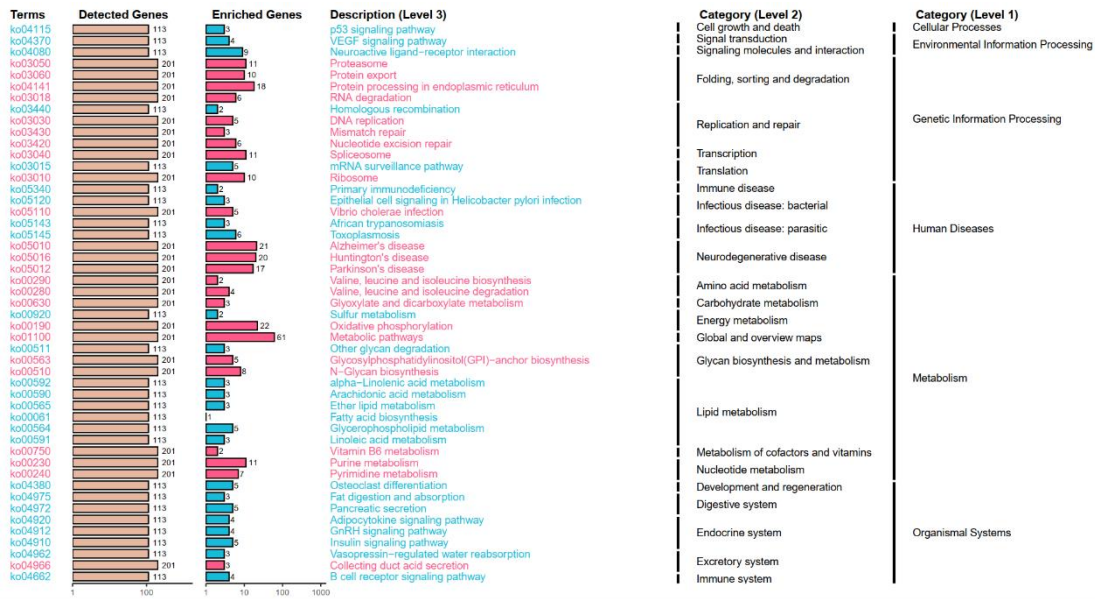 Terms Detected Genes Enriched Genes Description (Level 3) Category (Level 2) Category (Level 1)
ko04115 113 3 p53 signaling pathway Cell growth and death Cellular Processes
ko04370 113 4 VEGF signaling pathway Signal transduction
ko04080 113 9 Neuroactive ligand−receptor interaction Signaling molecules and interaction Environmental Information Processing
ko03050 201 11 Proteasome
ko03060 201 10 Protein export Folding, sorting and degradation
ko04141 201 18 Protein processing in endoplasmic reticulum
ko03018 201 6 RNA degradation
ko03440 113 2 Homologous recombination
ko03030 201 5 DNA replication Genetic Information Processing
ko03430 201 3 Mismatch repair Replication and repair
ko03420 201 6 Nucleotide excision repair
ko03040 201 11 Spliceosome Transcription
ko03015 113 5 mRNA surveillance pathway Translation
ko03010 201 10 Ribosome
ko05340 113 2 Primary immunodeficiency Immune disease
ko05120 113 3 Epithelial cell signaling in Helicobacter pylori infection Infectious disease: bacterial
ko05110 201 5 Vibrio cholerae infection
ko05143 113 3 African trypanosomiasis Infectious disease: parasitic Human Diseases
ko05145 113 6 Toxoplasmosis
ko05010 201 21 Alzheimer's disease
ko05016 201 20 Huntington's disease Neurodegenerative disease
ko05012 201 17 Parkinson's disease
ko00290 201 2 Valine, leucine and isoleucine biosynthesis Amino acid metabolism
ko00280 201 4 Valine, leucine and isoleucine degradation
ko00630 201 3 Glyoxylate and dicarboxylate metabolism Carbohydrate metabolism
ko00920 113 2 Sulfur metabolism Energy metabolism
ko00190 201 22 Oxidative phosphorylation
ko01100 201 61 Metabolic pathways Global and overview maps
ko00511 113 3 Other glycan degradation
ko00563 201 5 Glycosylphosphatidylinositol(GPI)−anchor biosynthesis Glycan biosynthesis and metabolism
ko00510 201 8 N−Glycan biosynthesis Metabolism
ko00592 113 3 alpha−Linolenic acid metabolism
ko00590 113 3 Arachidonic acid metabolism
ko00565 113 3 Ether lipid metabolism Lipid metabolism
ko00061 113 1 Fatty acid biosynthesis
ko00564 113 5 Glycerophospholipid metabolism
ko00591 113 3 Linoleic acid metabolism
ko00750 201 2 Vitamin B6 metabolism Metabolism of cofactors and vitamins
ko00230 201 11 Purine metabolism Nucleotide metabolism
ko00240 201 7 Pyrimidine metabolism
ko04380 113 5 Osteoclast differentiation Development and regeneration
ko04975 113 3 Fat digestion and absorption Digestive system
ko04972 113 5 Pancreatic secretion
ko04920 113 4 Adipocytokine signaling pathway
ko04912 113 4 GnRH signaling pathway Endocrine system Organismal Systems
ko04910 113 5 Insulin signaling pathway
ko04962 113 3 Vasopressin−regulated water reabsorption Excretory system
ko04966 201 3 Collecting duct acid secretion
ko04662 113 4 B cell receptor signaling pathway Immune system
0 100 1 10 100 1000